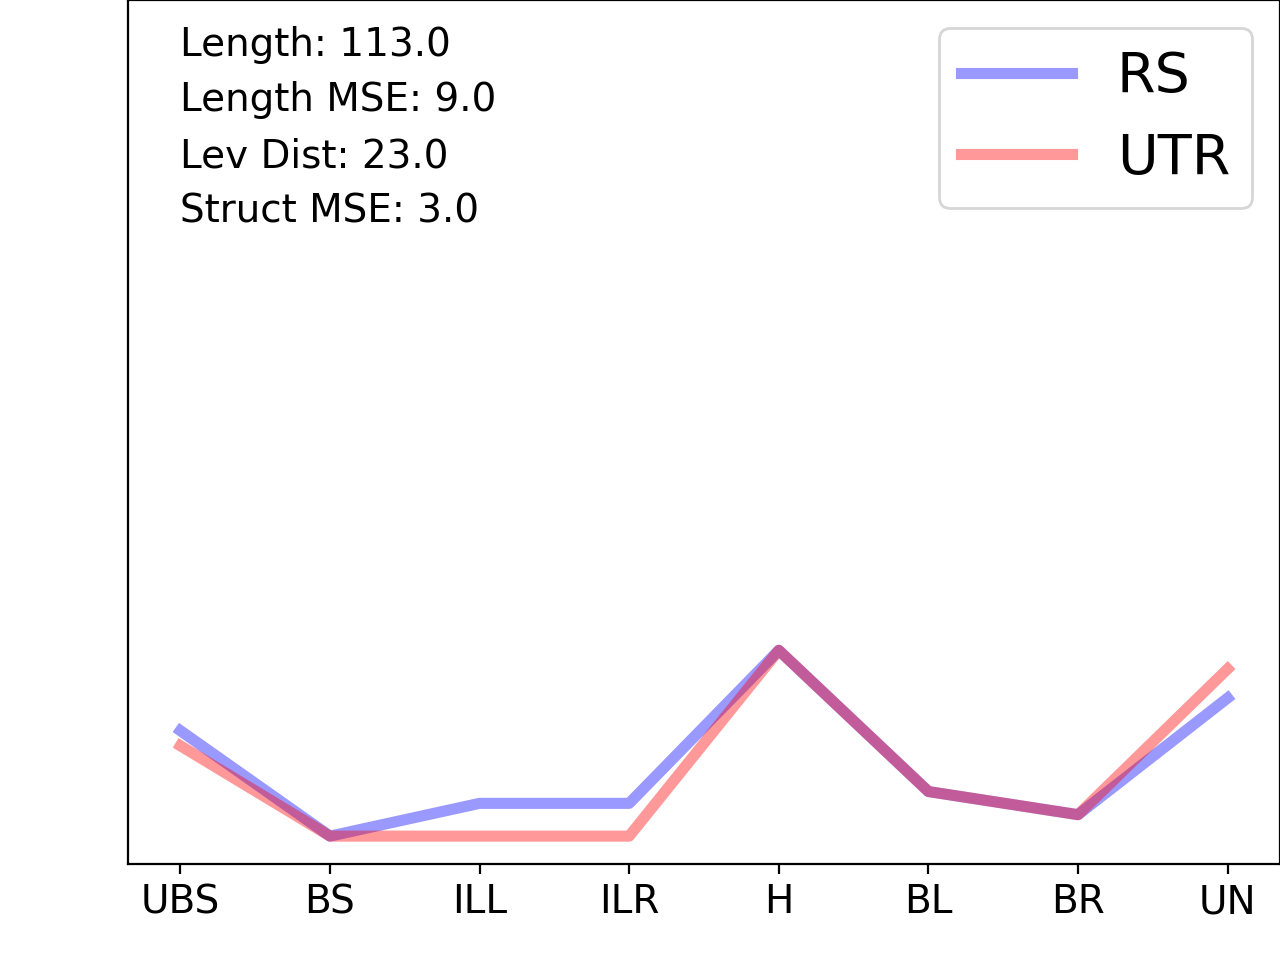 Length: 113.0
Length MSE: 9.0
Lev Dist: 23.0
Struct MSE: 3.0
RS
UTR
UBS BS ILL ILR H BL BR UN